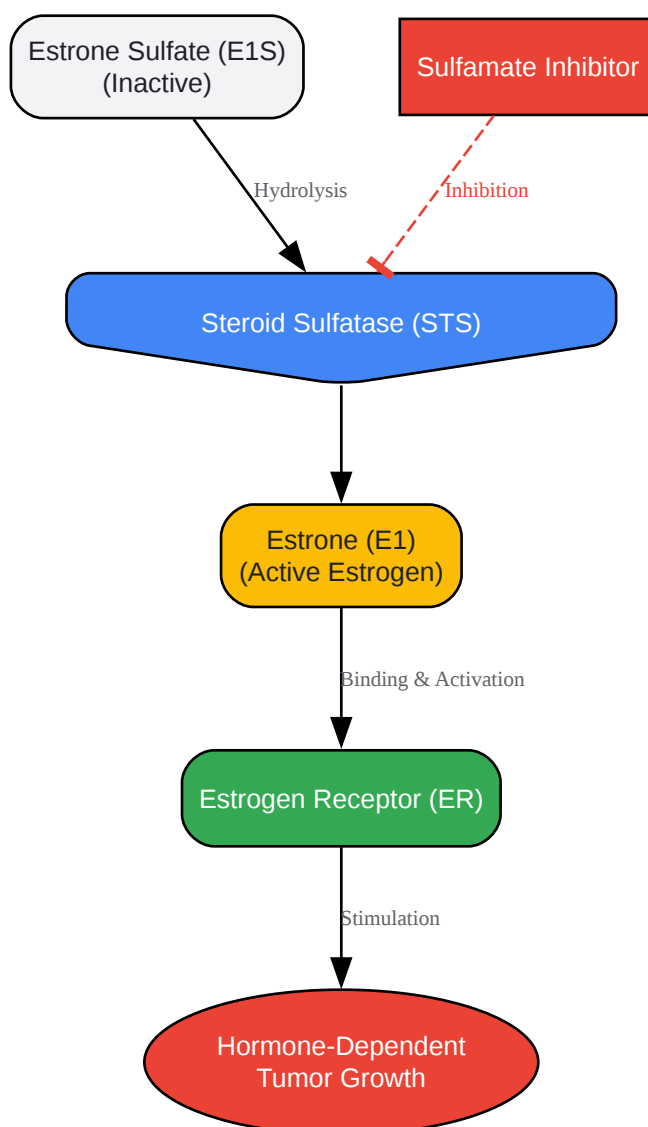 Estrone Sulfate (E1S)
(Inactive)
Sulfamate Inhibitor
Hydrolysis
Inhibition
Steroid Sulfatase (STS)
Estrone (E1)
(Active Estrogen)
Binding & Activation
Estrogen Receptor (ER)
Stimulation
Hormone-Dependent
Tumor Growth